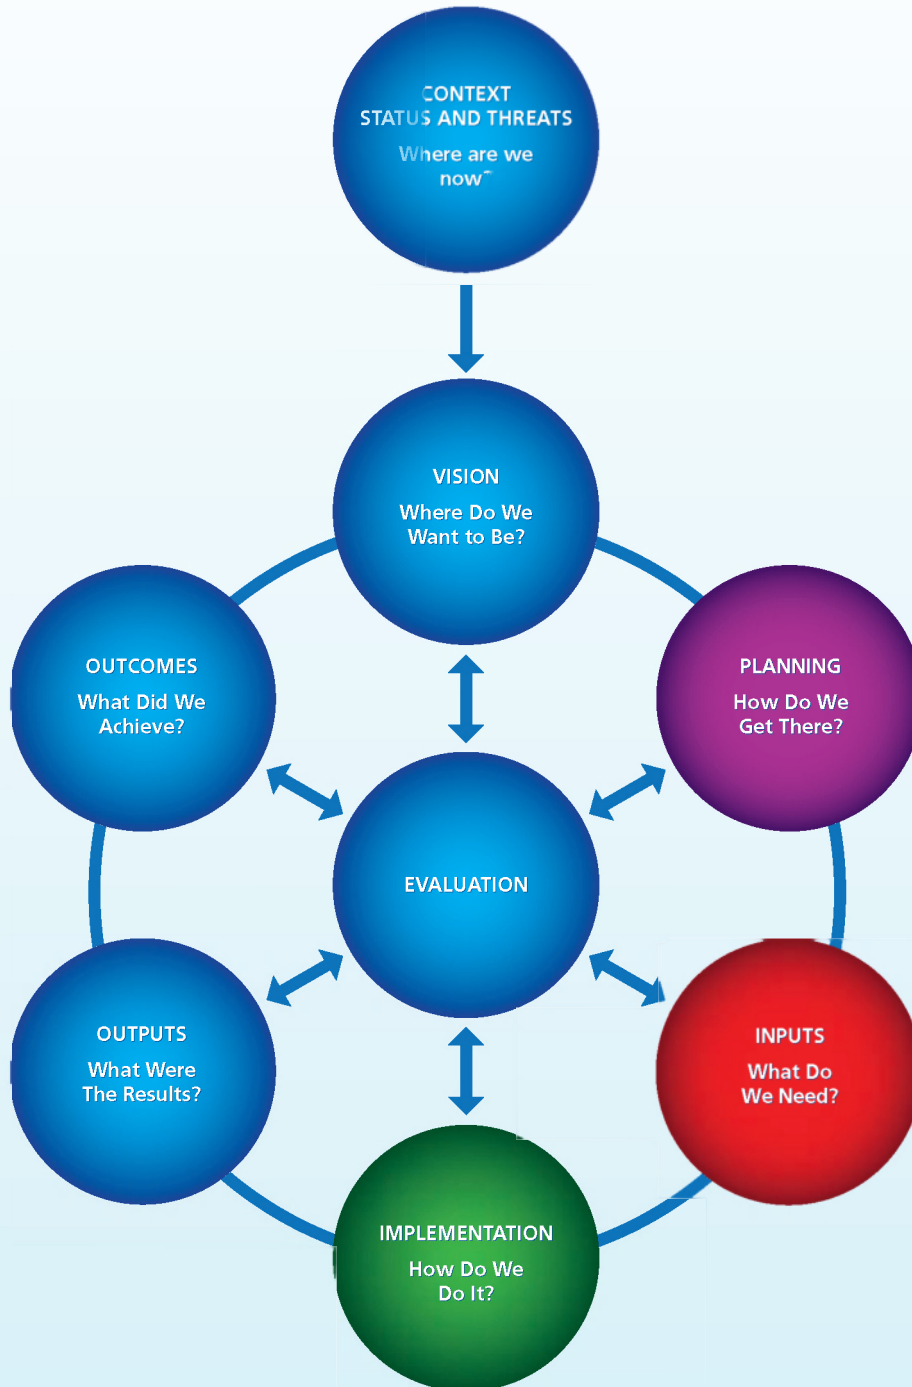 CONTEXT
STATUS AND THREATS
Where are we
now
VISION
Where Do We
Want to Be?
OUTCOMES
What Did We
Achieve?
PLANNING
How Do We
Get There?
EVALUATION
OUTPUTS
What Were
The Results?
INPUTS
What Do
We Need?
IMPLEMENTATION
How Do We
Do It?